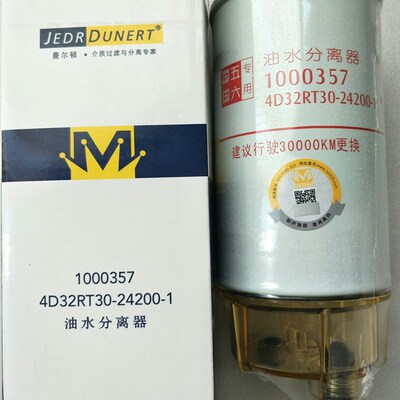 JEDRDUNERT®
曼尔顿 · 介质过滤与分离专家
M
1000357
4D32RT30-24200-1
油水分离器
国五
国六
专用
油水分离器
1000357
4D32RT30-24200-1
建议行驶30000KM更换
M